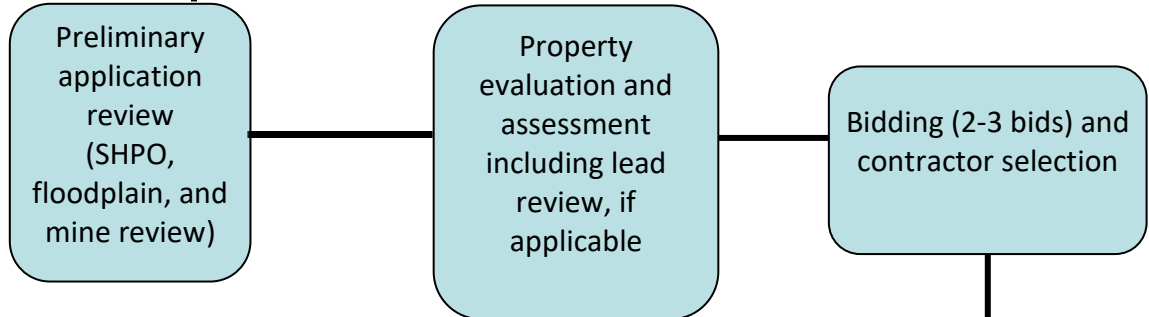 Preliminary
application
review
(SHPO,
floodplain, and
mine review)
Property
evaluation and
assessment
including lead
review, if
applicable
Bidding (2-3 bids) and
contractor selection